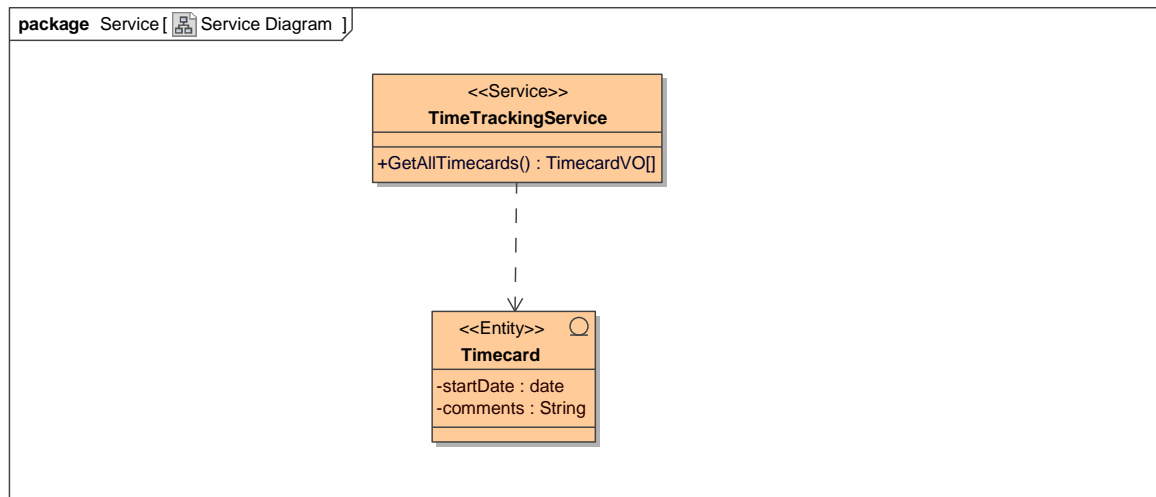 package Service [ Service Diagram ]
<<Service>>
TimeTrackingService
+GetAllTimecards() : TimecardVO[]
<<Entity>>
Timecard
-startDate : date
-comments : String